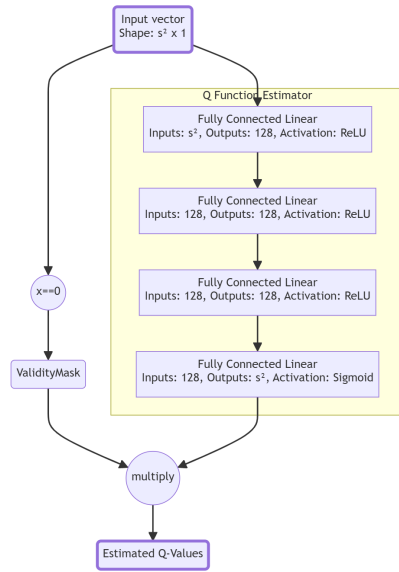 Input vector
Shape: s² x 1
Q Function Estimator
Fully Connected Linear
Inputs: s², Outputs: 128, Activation: ReLU
Fully Connected Linear
Inputs: 128, Outputs: 128, Activation: ReLU
Fully Connected Linear
Inputs: 128, Outputs: 128, Activation: ReLU
x==0
Fully Connected Linear
Inputs: 128, Outputs: s², Activation: Sigmoid
ValidityMask
multiply
Estimated Q-Values